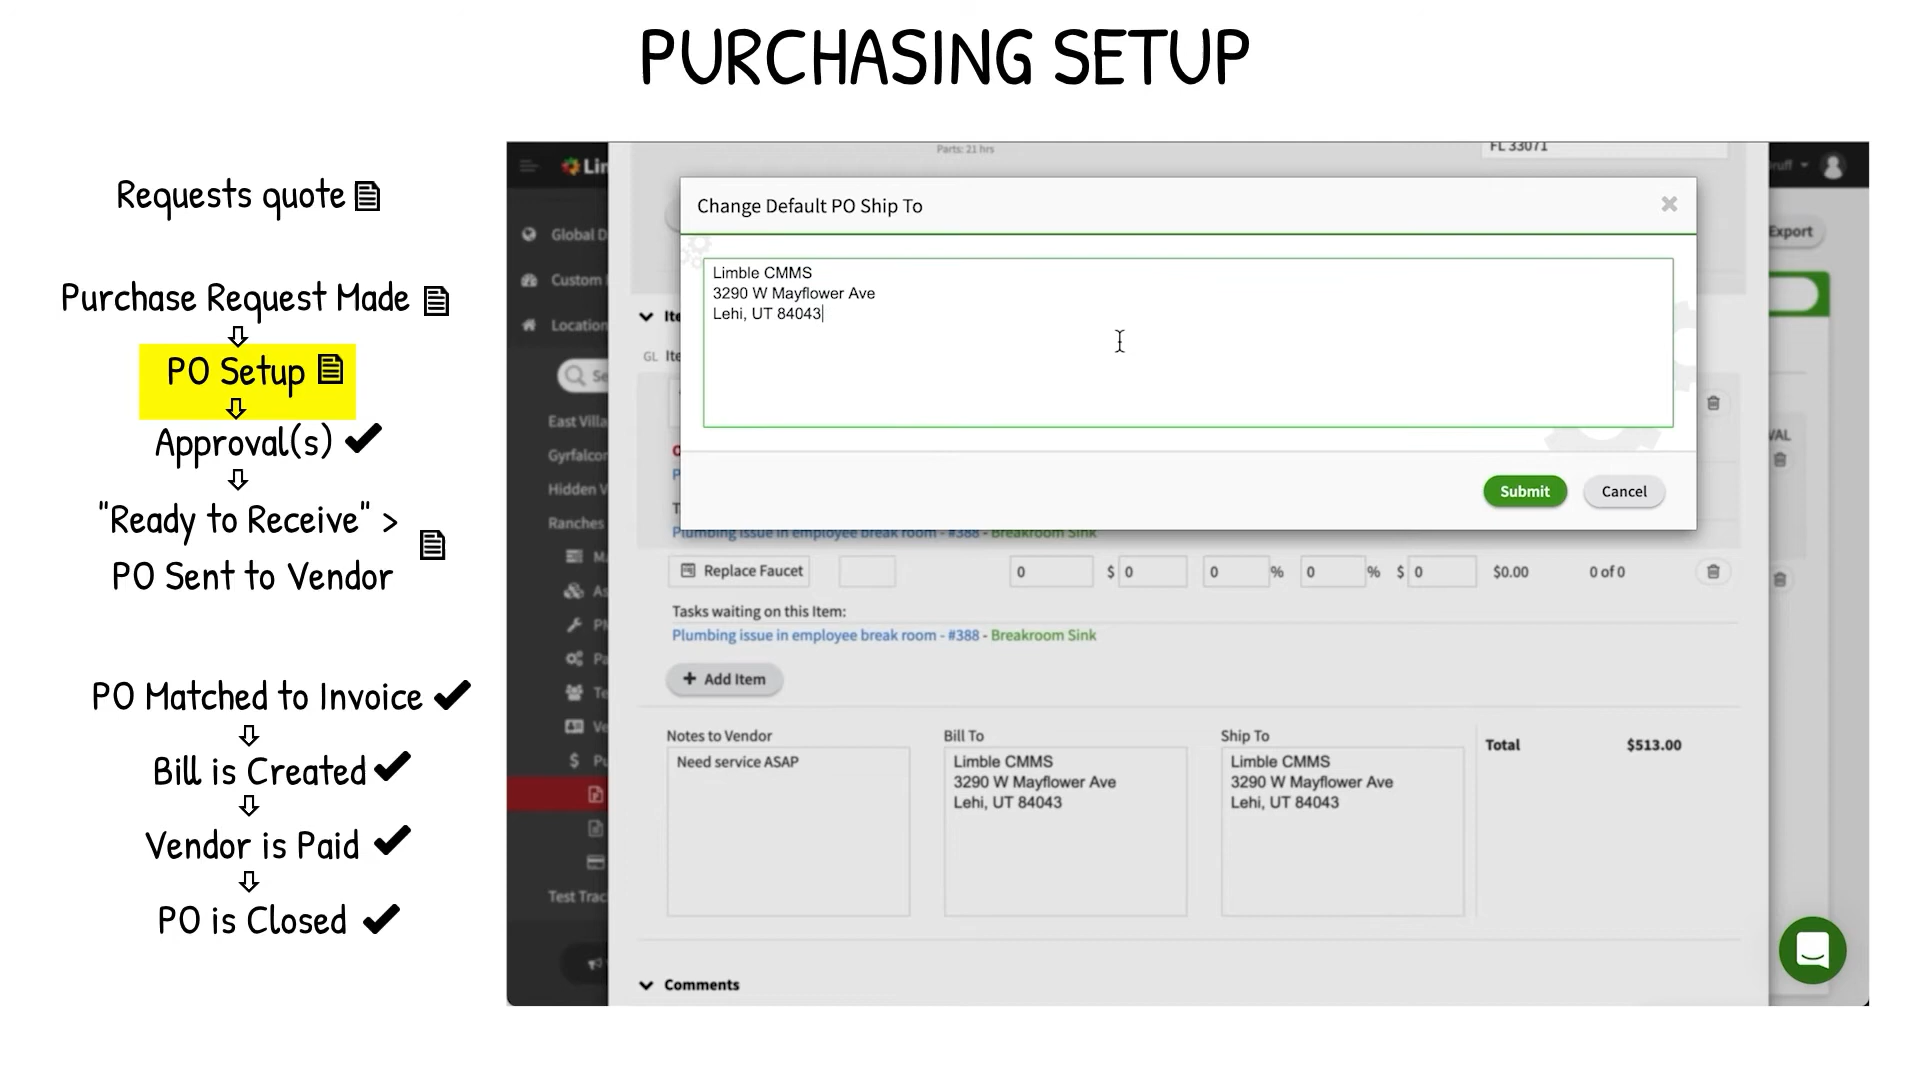 PURCHASING SETUP
Requests quote
Purchase Request Made
PO Setup
Approval(s)
"Ready to Receive" >
PO Sent to Vendor
PO Matched to Invoice
Bill is Created
Vendor is Paid
PO is Closed
Parts: 21 hrs
FL 33071
Export
Change Default PO Ship To
Limble CMMS
3290 W Mayflower Ave
Lehi, UT 84043
Submit
Cancel
Global D
Custom
Location
East Villa
Gyrfalcon
Hidden V
Ranches
Test Trac
GL
Plumbing issue in employee break room - #388 - Breakroom Sink
Replace Faucet 0 $ 0 0 % 0 % $ 0 $0.00 0 of 0
Tasks waiting on this Item:
Plumbing issue in employee break room - #388 - Breakroom Sink
+ Add Item
Notes to Vendor
Need service ASAP
Bill To
Limble CMMS
3290 W Mayflower Ave
Lehi, UT 84043
Ship To
Limble CMMS
3290 W Mayflower Ave
Lehi, UT 84043
Total $513.00
Comments